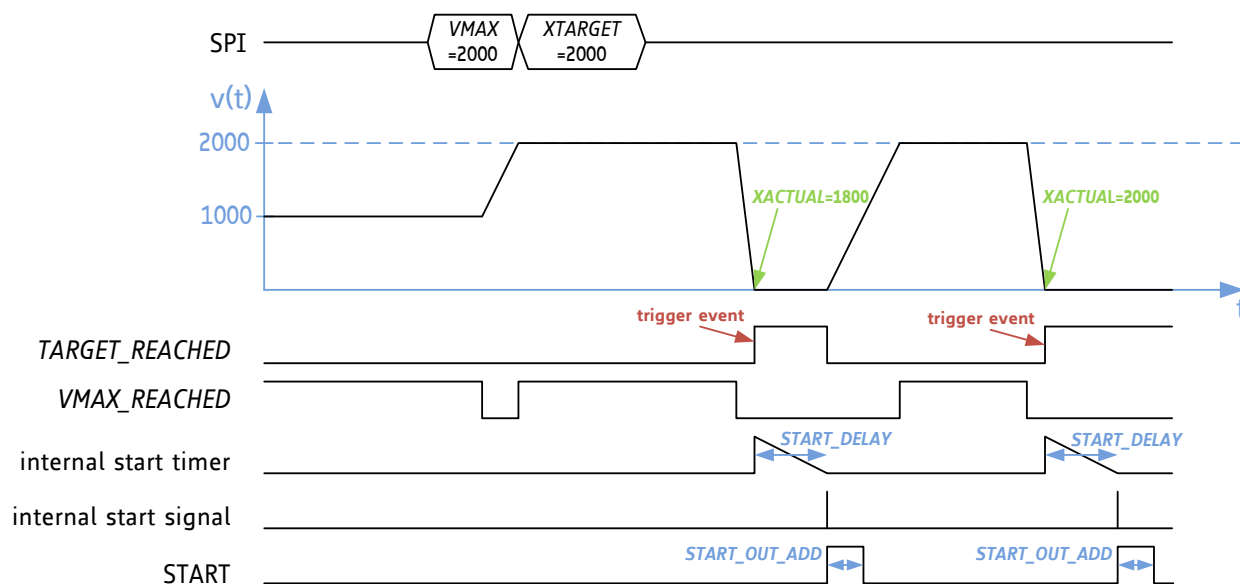 SPI
VMAX
=2000
XTARGET
=2000
v(t)
2000
1000
XACTUAL=1800
XACTUAL=2000
t
trigger event
trigger event
TARGET_REACHED
VMAX_REACHED
START_DELAY
START_DELAY
internal start timer
internal start signal
START_OUT_ADD
START_OUT_ADD
START